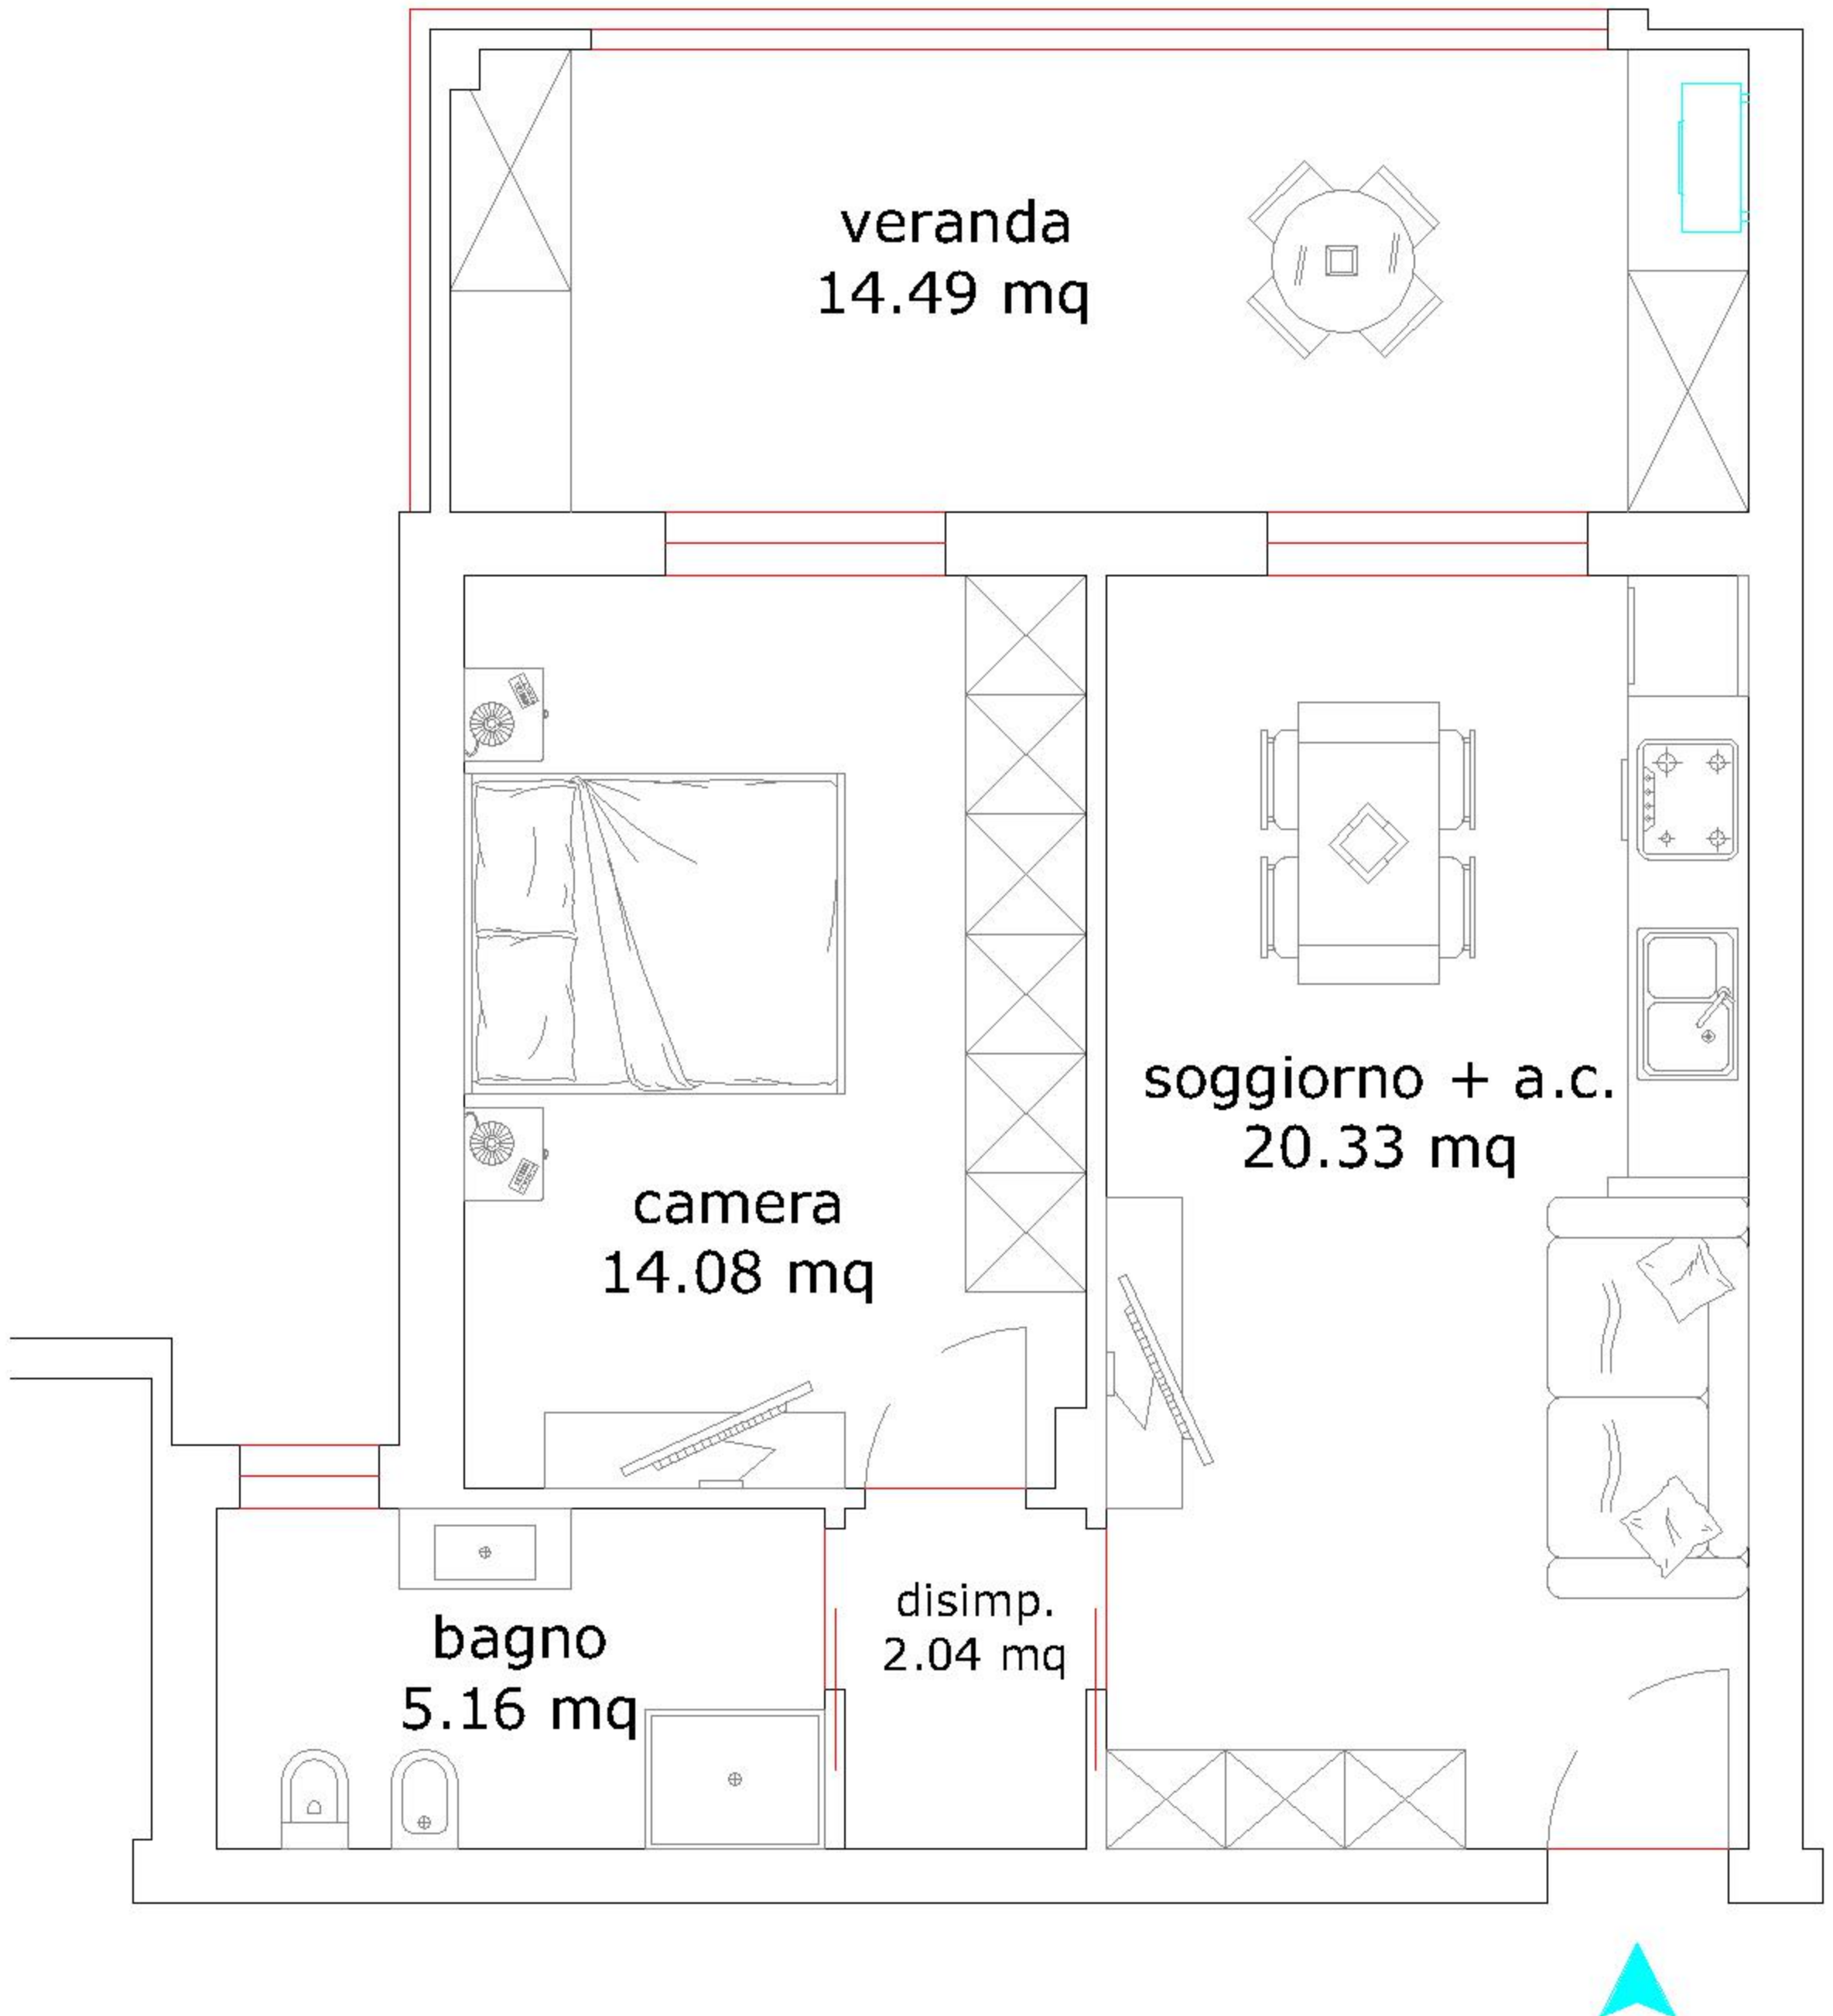 veranda
14.49 mq
soggiorno + a.c.
20.33 mq
camera
14.08 mq
disimp.
2.04 mq
bagno
5.16 mq